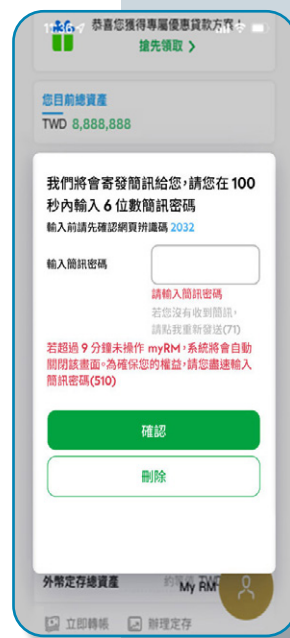 恭喜您獲得專屬優惠貸款方案！
搶先領取 >
您目前總資產
TWD 8,888,888
我們將會寄發簡訊給您，請您在 100
秒內輸入 6 位數簡訊密碼
輸入前請先確認網頁辨識碼 2032
輸入簡訊密碼
請輸入簡訊密碼
若您沒有收到簡訊，
請點我重新發送(71)
若超過 9 分鐘未操作 myRM，系統將會自動
關閉該畫面。為確保您的權益，請您盡速輸入
簡訊密碼(510)
確認
刪除
外幣定存總資產
My RM
立即轉帳 辦理定存